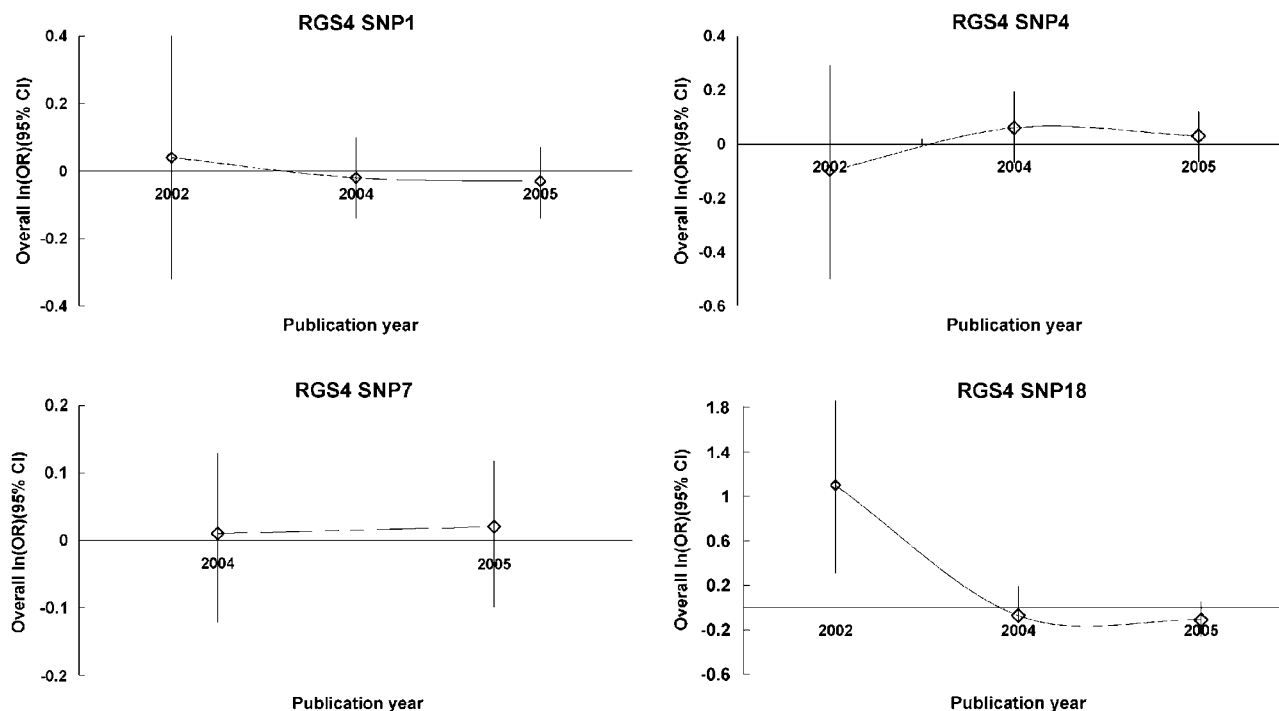 RGS4 SNP1
Overall ln(OR)(95% CI)
0.4
0.2
0
-0.2
-0.4
2002
2004
2005
Publication year
RGS4 SNP4
Overall ln(OR)(95% CI)
0.4
0.2
0
-0.2
-0.4
-0.6
2002
2004
2005
Publication year
RGS4 SNP7
Overall ln(OR)(95% CI)
0.2
0.1
0
-0.1
-0.2
2004
2005
Publication year
RGS4 SNP18
Overall ln(OR)(95% CI)
1.8
1.4
1
0.6
0.2
-0.2
-0.6
2002
2004
2005
Publication year